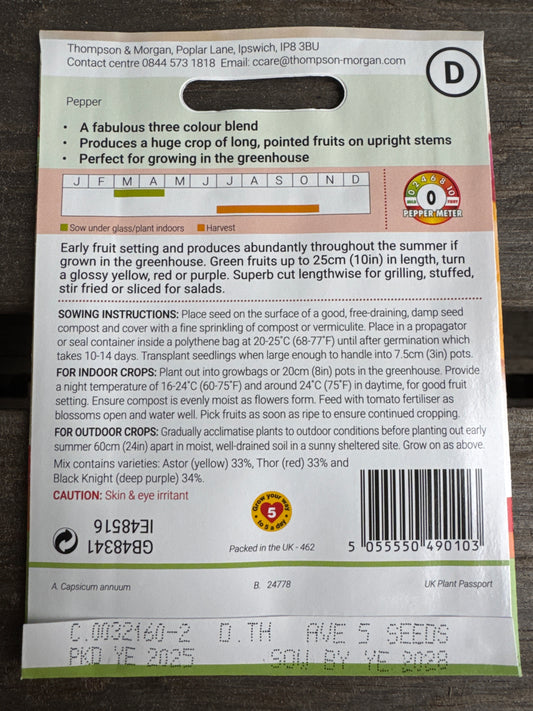 Thompson & Morgan, Poplar Lane, Ipswich, IP8 3BU
Contact centre 0844 573 1818 Email: ccare@thompson-morgan.com
D
Pepper
• A fabulous three colour blend
• Produces a huge crop of long, pointed fruits on upright stems
• Perfect for growing in the greenhouse
J F M A M J J A S O N D
Sow under glass/plant indoors Harvest
0 2 4 6 8 10
MILD 0 FIERY
PEPPER METER
Early fruit setting and produces abundantly throughout the summer if
grown in the greenhouse. Green fruits up to 25cm (10in) in length, turn
a glossy yellow, red or purple. Superb cut lengthwise for grilling, stuffed,
stir fried or sliced for salads.
SOWING INSTRUCTIONS: Place seed on the surface of a good, free-draining, damp seed
compost and cover with a fine sprinkling of compost or vermiculite. Place in a propagator
or seal container inside a polythene bag at 20-25˚C (68-77˚F) until after germination which
takes 10-14 days. Transplant seedlings when large enough to handle into 7.5cm (3in) pots.
FOR INDOOR CROPS: Plant out into growbags or 20cm (8in) pots in the greenhouse. Provide
a night temperature of 16-24˚C (60-75˚F) and around 24˚C (75˚F) in daytime, for good fruit
setting. Ensure compost is evenly moist as flowers form. Feed with tomato fertiliser as
blossoms open and water well. Pick fruits as soon as ripe to ensure continued cropping.
FOR OUTDOOR CROPS: Gradually acclimatise plants to outdoor conditions before planting out early
summer 60cm (24in) apart in moist, well-drained soil in a sunny sheltered site. Grow on as above.
Mix contains varieties: Astor (yellow) 33%, Thor (red) 33% and
Black Knight (deep purple) 34%.
CAUTION: Skin & eye irritant
GB48341
IE48516
Grow your way
5
to 5 a day
Packed in the UK - 462
5 055550 490103
A. Capsicum annuum B. 24778 UK Plant Passport
C.0032160-2 D.TH AVE 5 SEEDS
PKD YE 2025 SOW BY YE 2028